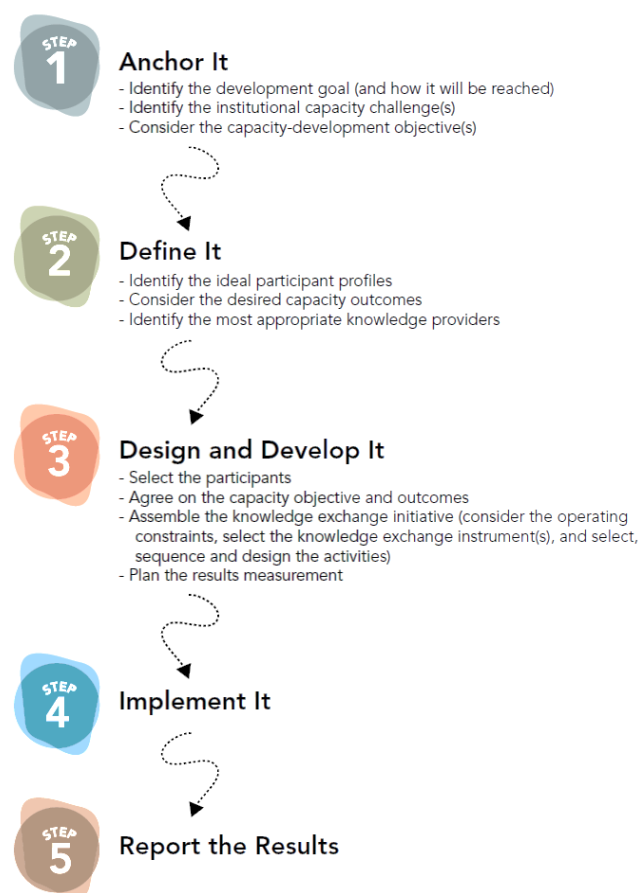 STEP
1
Anchor It
- Identify the development goal (and how it will be reached)
- Identify the institutional capacity challenge(s)
- Consider the capacity-development objective(s)
STEP
2
Define It
- Identify the ideal participant profiles
- Consider the desired capacity outcomes
- Identify the most appropriate knowledge providers
STEP
3
Design and Develop It
- Select the participants
- Agree on the capacity objective and outcomes
- Assemble the knowledge exchange initiative (consider the operating
constraints, select the knowledge exchange instrument(s), and select,
sequence and design the activities)
- Plan the results measurement
STEP
4
Implement It
STEP
5
Report the Results